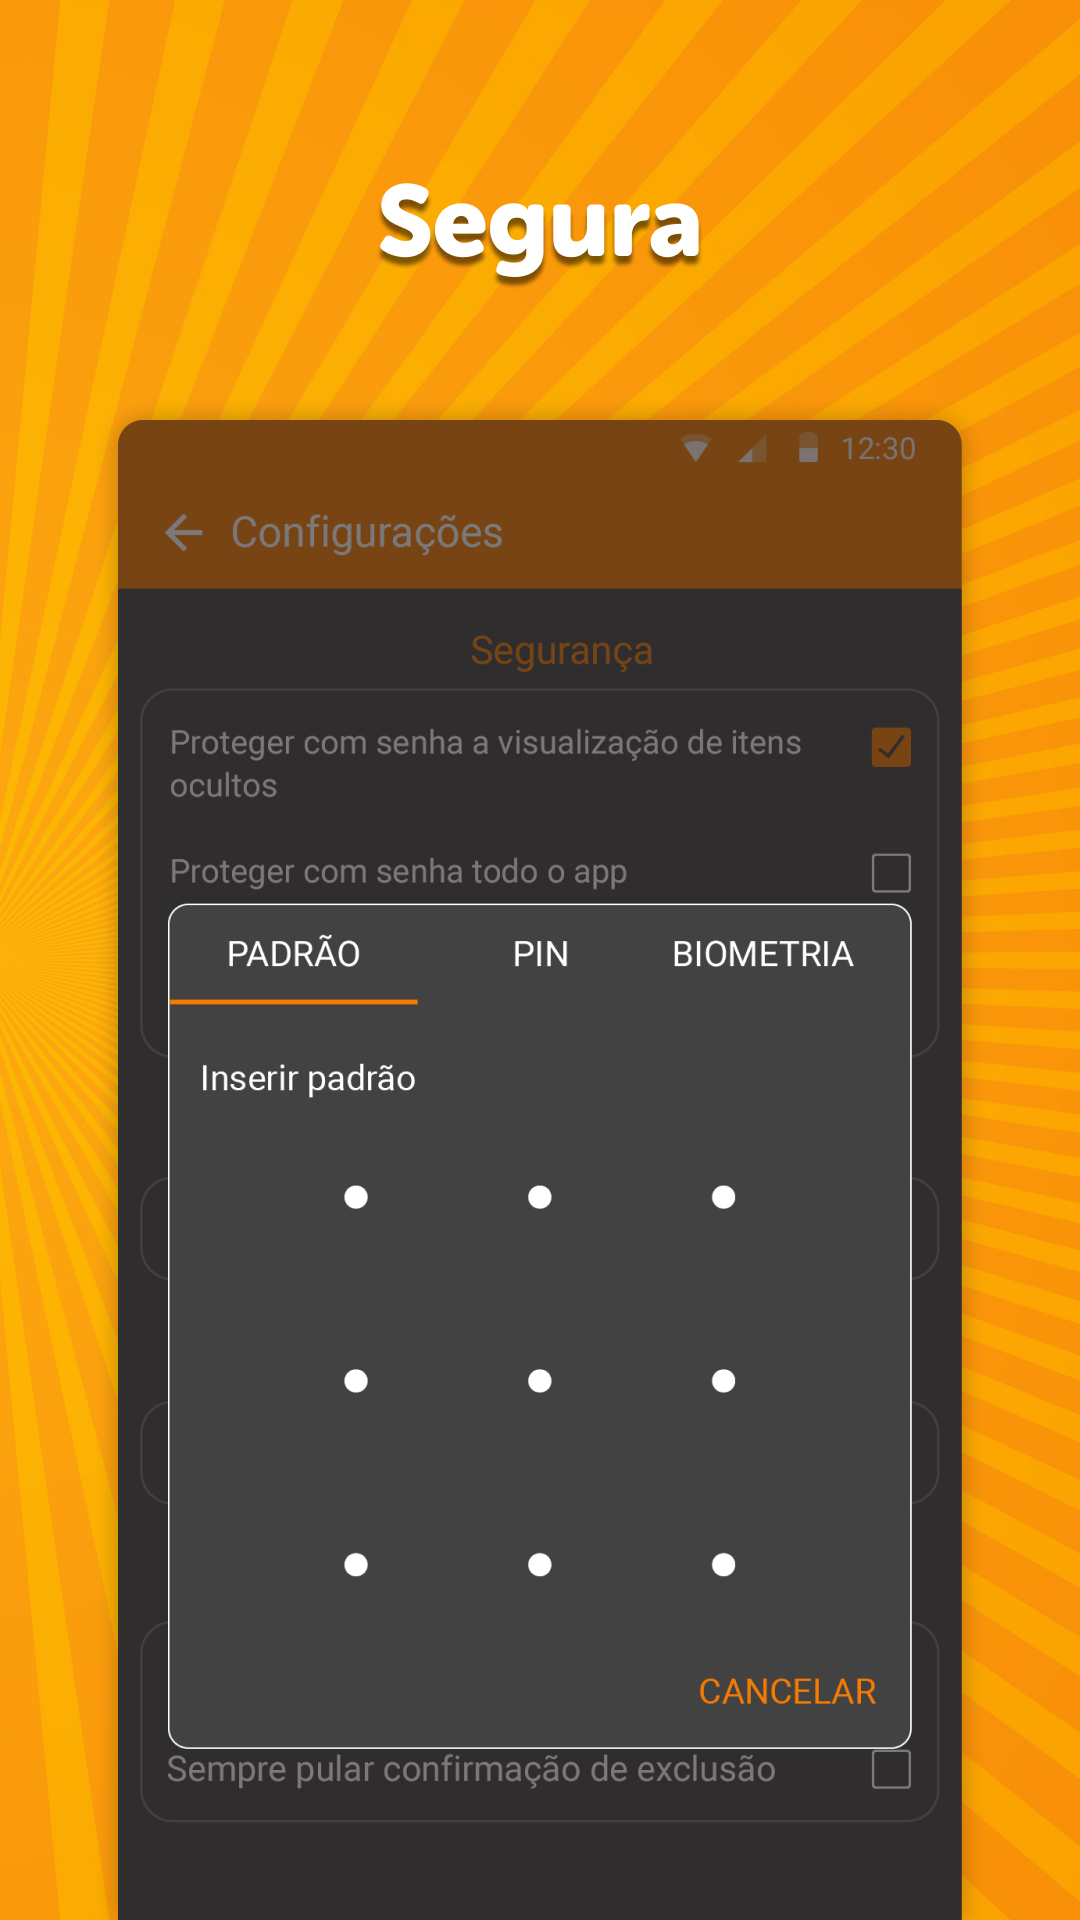 Segura
12:30
Configurações
Segurança
Proteger com senha a visualização de itens
ocultos
Proteger com senha todo o app
PADRÃO PIN BIOMETRIA
Inserir padrão
CANCELAR
Sempre pular confirmação de exclusão